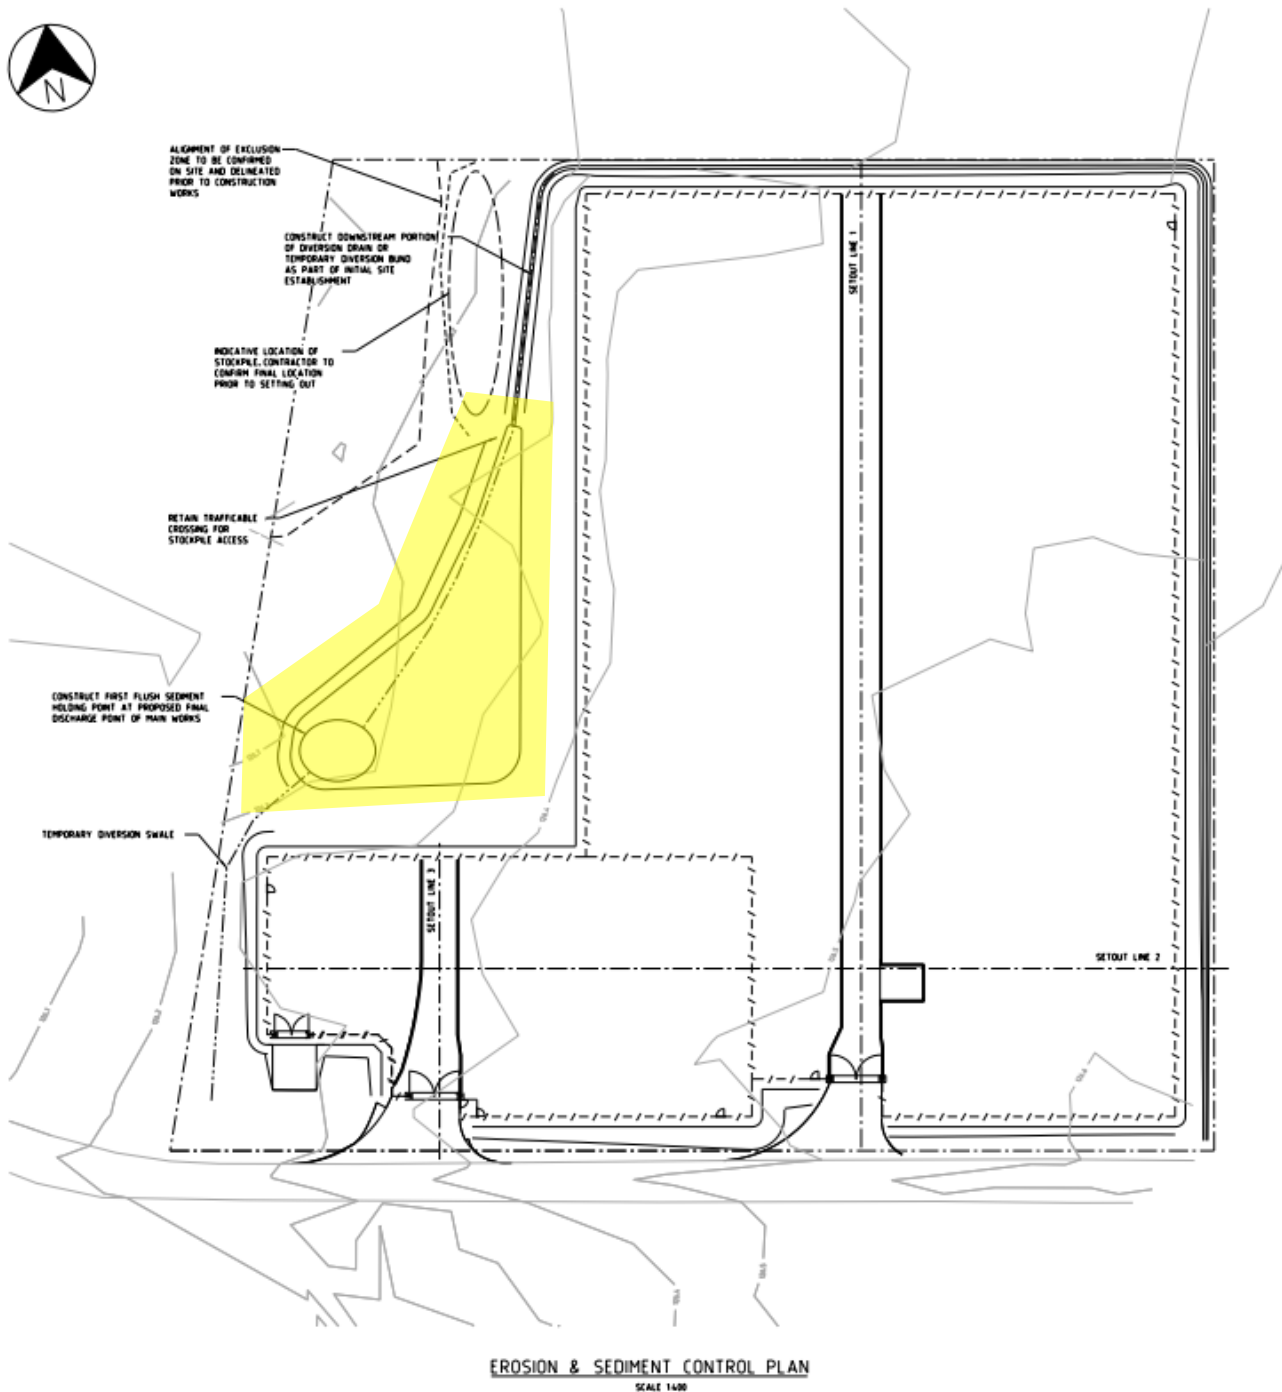 N
ALIGNMENT OF EXCLUSION
ZONE TO BE CONFIRMED
ON SITE AND DELINEATED
PRIOR TO CONSTRUCTION
WORKS
CONSTRUCT DOWNSTREAM PORTION
OF DIVERSION DRAIN OR
TEMPORARY DIVERSION BUND
AS PART OF INITIAL SITE
ESTABLISHMENT
SETOUT LINE 1
INDICATIVE LOCATION OF
STOCKPILE. CONTRACTOR TO
CONFIRM FINAL LOCATION
PRIOR TO SETTING OUT
RETAIN TRAFFICABLE
CROSSING FOR
STOCKPILE ACCESS
CONSTRUCT FIRST FLUSH SEDIMENT
HOLDING POINT AT PROPOSED FINAL
DISCHARGE POINT OF MAIN WORKS
TEMPORARY DIVERSION SWALE
SETOUT LINE 3
SETOUT LINE 2
EROSION & SEDIMENT CONTROL PLAN
SCALE 1:400